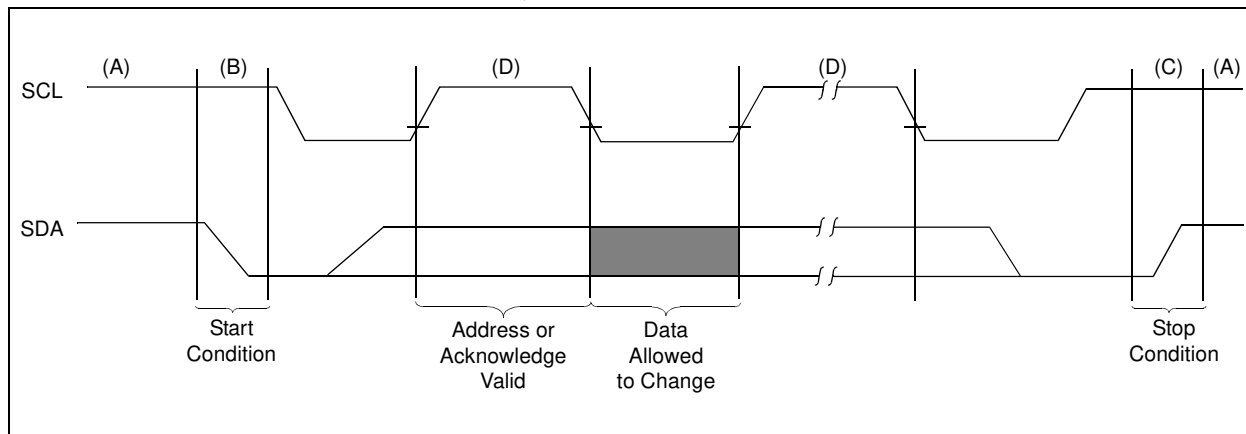 (A)
(B)
(D)
(D)
(C)
(A)
SCL
SDA
Start
Condition
Address or
Acknowledge
Valid
Data
Allowed
to Change
Stop
Condition